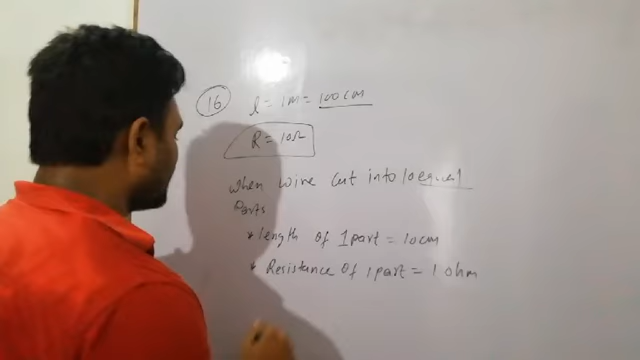 16 l = 1m = 100cm
R = 10Ω
when wire cut into 10 equal
Parts
* length of 1 part = 10cm
* Resistance of 1 part = 1 ohm